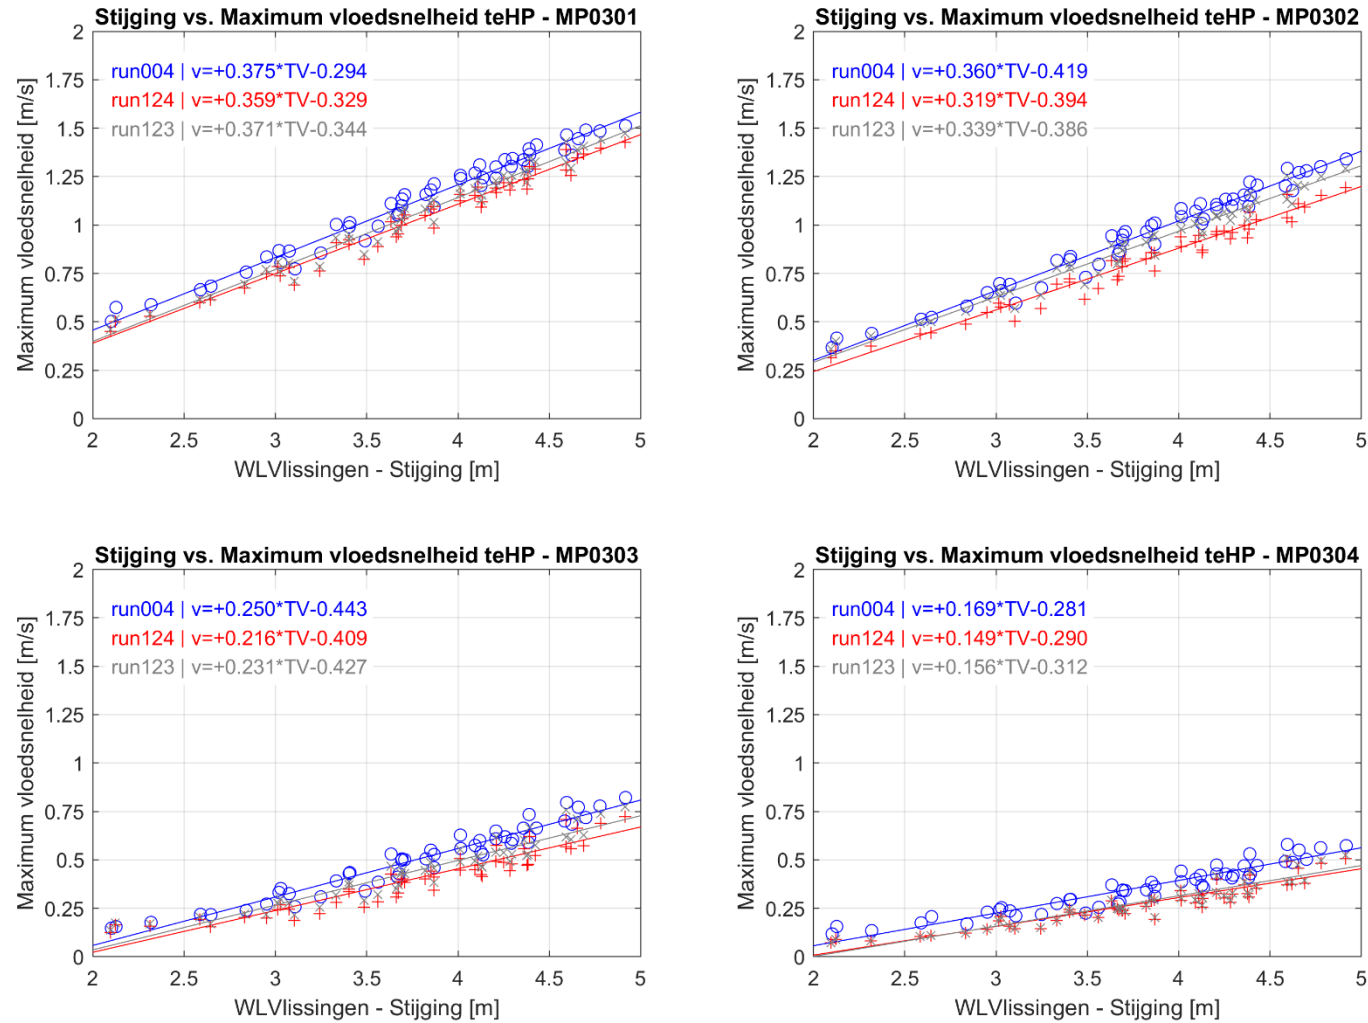 Stijging vs. Maximum vloedsnelheid teHP - MP0301
Maximum vloedsnelheid [m/s]
2
1.75
1.5
1.25
1
0.75
0.5
0.25
0
run004 | v=+0.375*TV-0.294
run124 | v=+0.359*TV-0.329
run123 | v=+0.371*TV-0.344
2 2.5 3 3.5 4 4.5 5
WLVlissingen - Stijging [m]
Stijging vs. Maximum vloedsnelheid teHP - MP0302
Maximum vloedsnelheid [m/s]
2
1.75
1.5
1.25
1
0.75
0.5
0.25
0
run004 | v=+0.360*TV-0.419
run124 | v=+0.319*TV-0.394
run123 | v=+0.339*TV-0.386
2 2.5 3 3.5 4 4.5 5
WLVlissingen - Stijging [m]
Stijging vs. Maximum vloedsnelheid teHP - MP0303
Maximum vloedsnelheid [m/s]
2
1.75
1.5
1.25
1
0.75
0.5
0.25
0
run004 | v=+0.250*TV-0.443
run124 | v=+0.216*TV-0.409
run123 | v=+0.231*TV-0.427
2 2.5 3 3.5 4 4.5 5
WLVlissingen - Stijging [m]
Stijging vs. Maximum vloedsnelheid teHP - MP0304
Maximum vloedsnelheid [m/s]
2
1.75
1.5
1.25
1
0.75
0.5
0.25
0
run004 | v=+0.169*TV-0.281
run124 | v=+0.149*TV-0.290
run123 | v=+0.156*TV-0.312
2 2.5 3 3.5 4 4.5 5
WLVlissingen - Stijging [m]